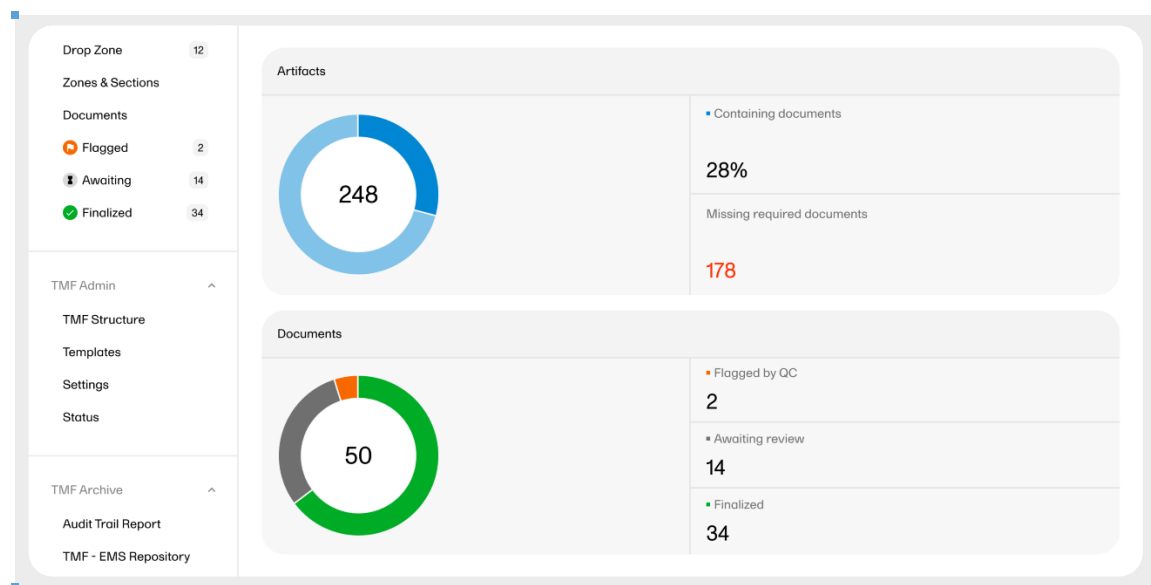 Drop Zone 12
Zones & Sections
Documents
Flagged 2
Awaiting 14
Finalized 34
TMF Admin
TMF Structure
Templates
Settings
Status
TMF Archive
Audit Trail Report
TMF - EMS Repository
Artifacts
248
Containing documents
28%
Missing required documents
178
Documents
50
Flagged by QC
2
Awaiting review
14
Finalized
34